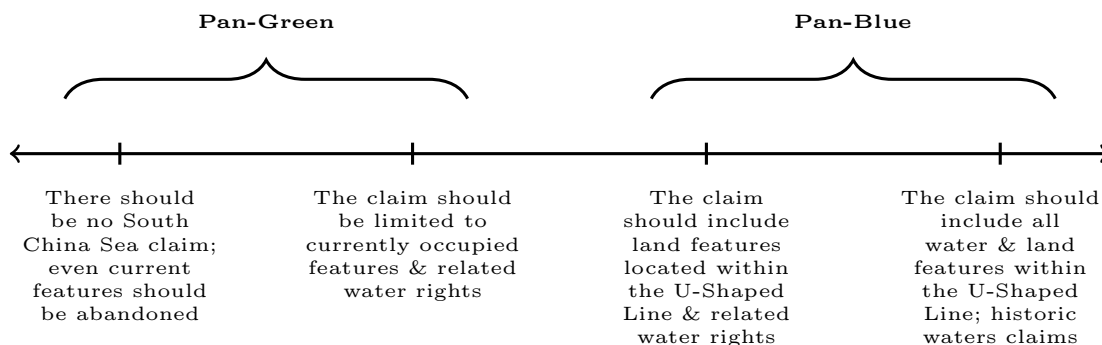 Pan-Green
Pan-Blue
There should
be no South
China Sea claim;
even current
features should
be abandoned
The claim should
be limited to
currently occupied
features & related
water rights
The claim
should include
land features
located within
the U-Shaped
Line & related
water rights
The claim should
include all
water & land
features within
the U-Shaped
Line; historic
waters claims